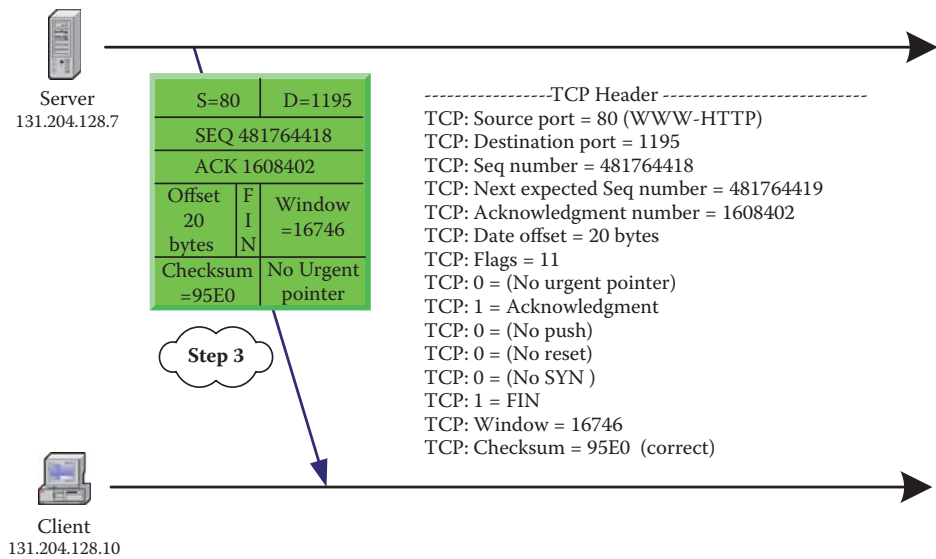 Server
131.204.128.7
S=80 D=1195
SEQ 481764418
ACK 1608402
Offset
20
bytes
F
I
N
Window
=16746
Checksum
=95E0
No Urgent
pointer
Step 3
-----------------TCP Header ---------------------------
TCP: Source port = 80 (WWW-HTTP)
TCP: Destination port = 1195
TCP: Seq number = 481764418
TCP: Next expected Seq number = 481764419
TCP: Acknowledgment number = 1608402
TCP: Date offset = 20 bytes
TCP: Flags = 11
TCP: 0 = (No urgent pointer)
TCP: 1 = Acknowledgment
TCP: 0 = (No push)
TCP: 0 = (No reset)
TCP: 0 = (No SYN )
TCP: 1 = FIN
TCP: Window = 16746
TCP: Checksum = 95E0 (correct)
Client
131.204.128.10